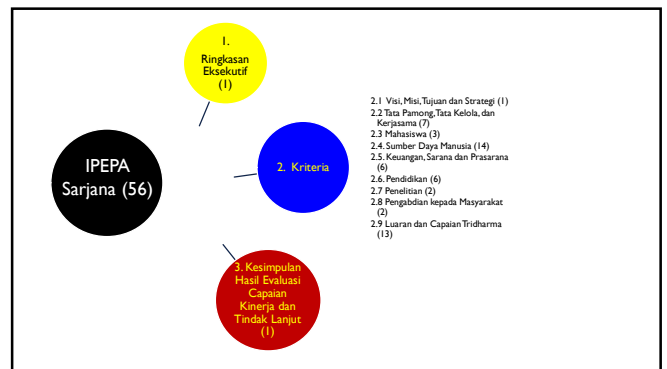 1.
Ringkasan
Eksekutif
(1)
IPEPA
Sarjana (56)
2. Kriteria
2.1 Visi, Misi, Tujuan dan Strategi (1)
2.2 Tata Pamong, Tata Kelola, dan
Kerjasama (7)
2.3 Mahasiswa (3)
2.4. Sumber Daya Manusia (14)
2.5. Keuangan, Sarana dan Prasarana
(6)
2.6. Pendidikan (6)
2.7 Penelitian (2)
2.8 Pengabdian kepada Masyarakat
(2)
2.9 Luaran dan Capaian Tridharma
(13)
3. Kesimpulan
Hasil Evaluasi
Capaian
Kinerja dan
Tindak Lanjut
(1)